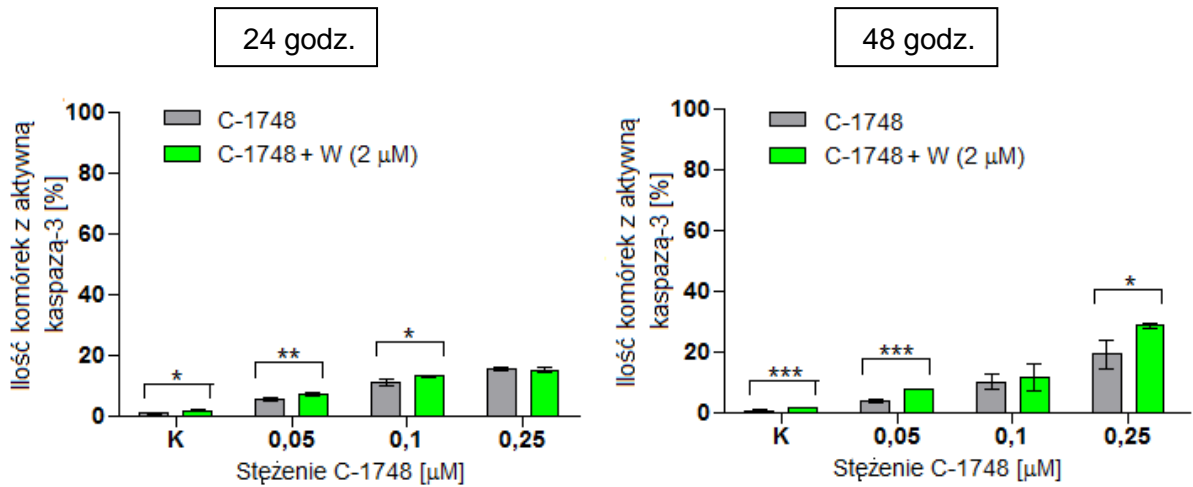 24 godz.
Ilość komórek z aktywną
kaspazą-3 [%]
100
80
60
40
20
0
C-1748
C-1748 + W (2 μM)
*
**
*
K
0,05
0,1
0,25
Stężenie C-1748 [μM]
48 godz.
Ilość komórek z aktywną
kaspazą-3 [%]
100
80
60
40
20
0
C-1748
C-1748 + W (2 μM)
***
***
*
K
0,05
0,1
0,25
Stężenie C-1748 [μM]